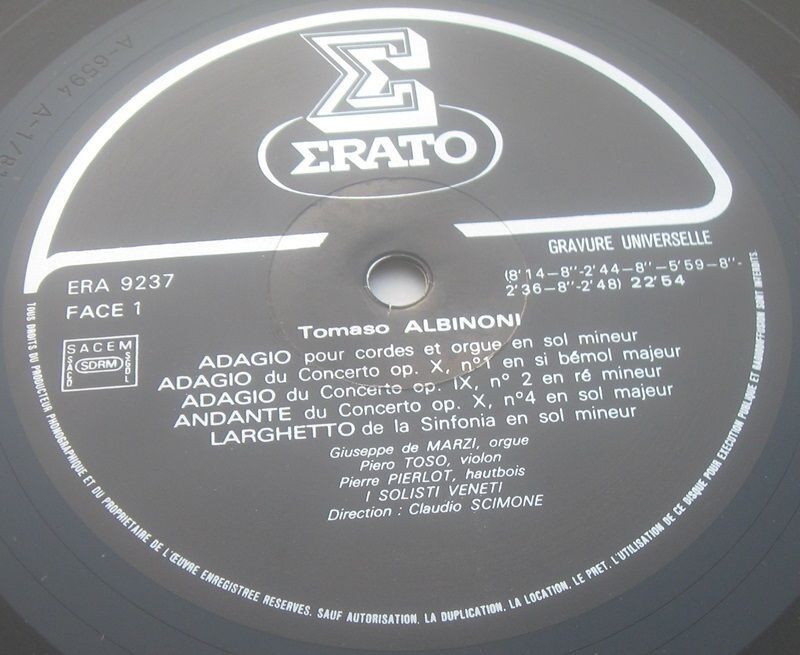 A-6594 A-1/8
Σ
ΣRATO
GRAVURE UNIVERSELLE
ERA 9237
FACE 1
(8'14-8"-2'44-8"-5'59-8"-
2'36-8"-2'48) 22'54
SACEM
SACD
SDRM
SGDL
Tomaso ALBINONI
ADAGIO pour cordes et orgue en sol mineur
ADAGIO du Concerto op. X, n°1 en si bémol majeur
ADAGIO du Concerto op. IX, n° 2 en ré mineur
ANDANTE du Concerto op. X, n°4 en sol majeur
LARGHETTO de la Sinfonia en sol mineur
Giuseppe de MARZI, orgue
Piero TOSO, violon
Pierre PIERLOT, hautbois
I SOLISTI VENETI
Direction : Claudio SCIMONE
TOUS DROITS DU PRODUCTEUR PHONOGRAPHIQUE ET DU PROPRIETAIRE DE L'ŒUVRE ENREGISTREE RESERVES. SAUF AUTORISATION, LA DUPLICATION, LA LOCATION, LE PRET, L'UTILISATION DE CE DISQUE POUR EXECUTION PUBLIQUE ET RADIODIFFUSION SONT INTERDITS.